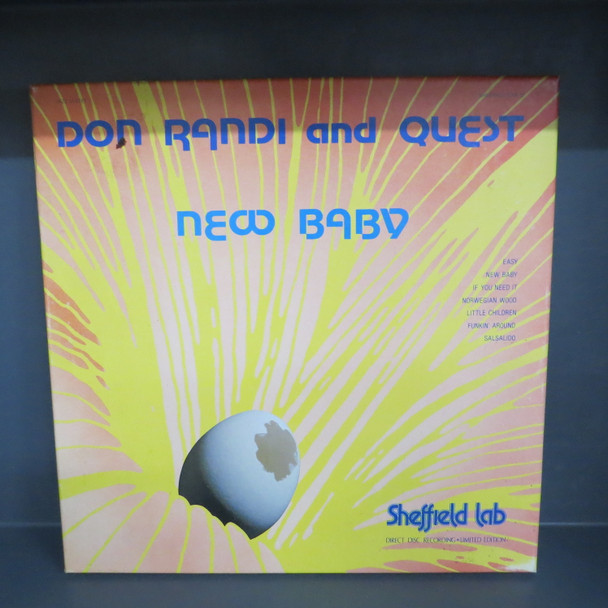 DON RANDI and QUEST
NEW BABY
EASY
NEW BABY
IF YOU NEED IT
NORWEGIAN WOOD
LITTLE CHILDREN
FUNKIN' AROUND
SALSALIDO
Sheffield Lab
DIRECT DISC RECORDING • LIMITED EDITION